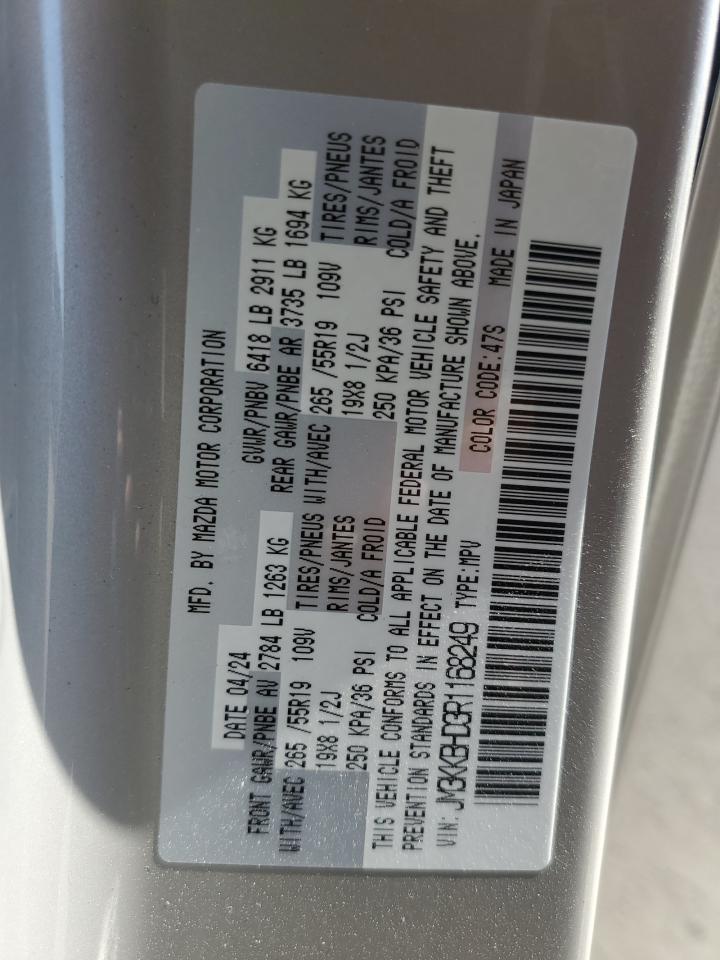 MFD. BY MAZDA MOTOR CORPORATION
DATE 04/24 GVWR/PNBV 6418 LB 2911 KG
FRONT GAWR/PNBE AV 2784 LB 1263 KG REAR GAWR/PNBE AR 3735 LB 1694 KG
WITH/AVEC 265 /55R19 109V TIRES/PNEUS WITH/AVEC 265 /55R19 109V TIRES/PNEUS
19X8 1/2J RIMS/JANTES 19X8 1/2J RIMS/JANTES
250 KPA/36 PSI COLD/A FROID 250 KPA/36 PSI COLD/A FROID
THIS VEHICLE CONFORMS TO ALL APPLICABLE FEDERAL MOTOR VEHICLE SAFETY AND THEFT
PREVENTION STANDARDS IN EFFECT ON THE DATE OF MANUFACTURE SHOWN ABOVE.
VIN: JM3KKBHD3R1168249 TYPE:MPV COLOR CODE:47S MADE IN JAPAN